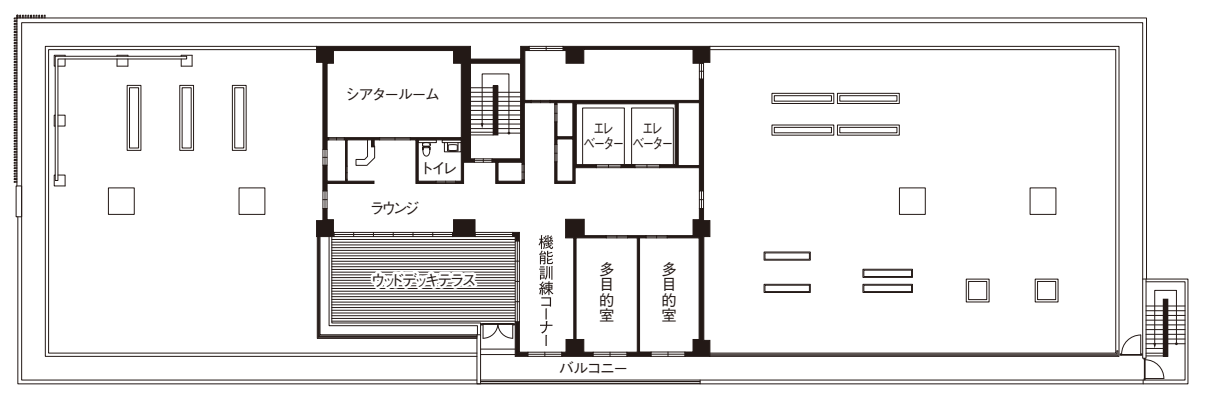 シアタールーム
エレ
ベーター
エレ
ベーター
トイレ
ラウンジ
ウッドデッキテラス
機能訓練コーナー
多目的室
多目的室
バルコニー